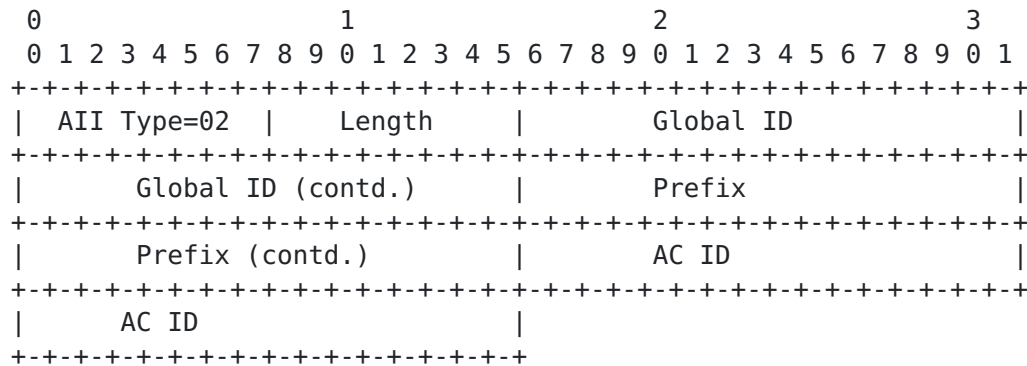 0                   1                   2                   3
 0 1 2 3 4 5 6 7 8 9 0 1 2 3 4 5 6 7 8 9 0 1 2 3 4 5 6 7 8 9 0 1
+-+-+-+-+-+-+-+-+-+-+-+-+-+-+-+-+-+-+-+-+-+-+-+-+-+-+-+-+-+-+-+-+
|  AII Type=02  |    Length     |        Global ID              |
+-+-+-+-+-+-+-+-+-+-+-+-+-+-+-+-+-+-+-+-+-+-+-+-+-+-+-+-+-+-+-+-+
|       Global ID (contd.)      |        Prefix                 |
+-+-+-+-+-+-+-+-+-+-+-+-+-+-+-+-+-+-+-+-+-+-+-+-+-+-+-+-+-+-+-+-+
|       Prefix (contd.)         |        AC ID                  |
+-+-+-+-+-+-+-+-+-+-+-+-+-+-+-+-+-+-+-+-+-+-+-+-+-+-+-+-+-+-+-+-+
|      AC ID                    |
+-+-+-+-+-+-+-+-+-+-+-+-+-+-+-+-+